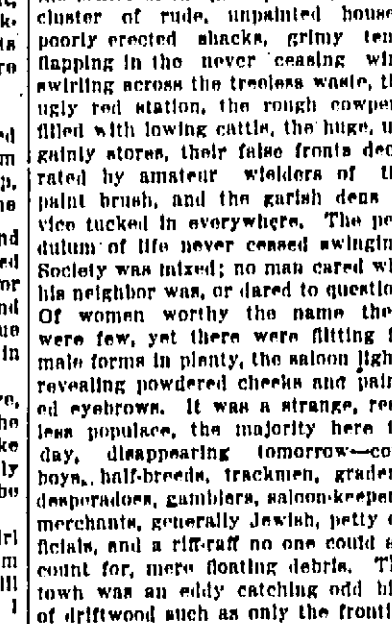 cluster of rude, unpainted house
poorly erected shacks, grimy ten
flapping in the never ceasing win
swirling across the treeless waste, th
ugly red station, the rough cowper
filled with lowing cattle, the huge, u
gainly stores, their false fronts dec
rated by amateur wielders of t
paint brush, and the garish dens
vice tucked in everywhere. The pe
dulum of life never ceased swingin
Society was mixed; no man cared w
his neighbor was, or dared to questio
Of women worthy the name the
were few, yet there were flitting f
male forms in plenty, the saloon ligh
revealing powdered cheeks and pain
ed eyebrows. It was a strange, re
less populace, the majority here t
day, disappearing tomorrow—co
boys, half-breeds, trackmen, grader
desperadoes, gamblers, saloon-keeper
merchants, generally Jewish, petty o
ficials, and a riff-raff no one could a
count for, mere floating debris. Th
town was an eddy catching odd bi
of driftwood such as only the fronti